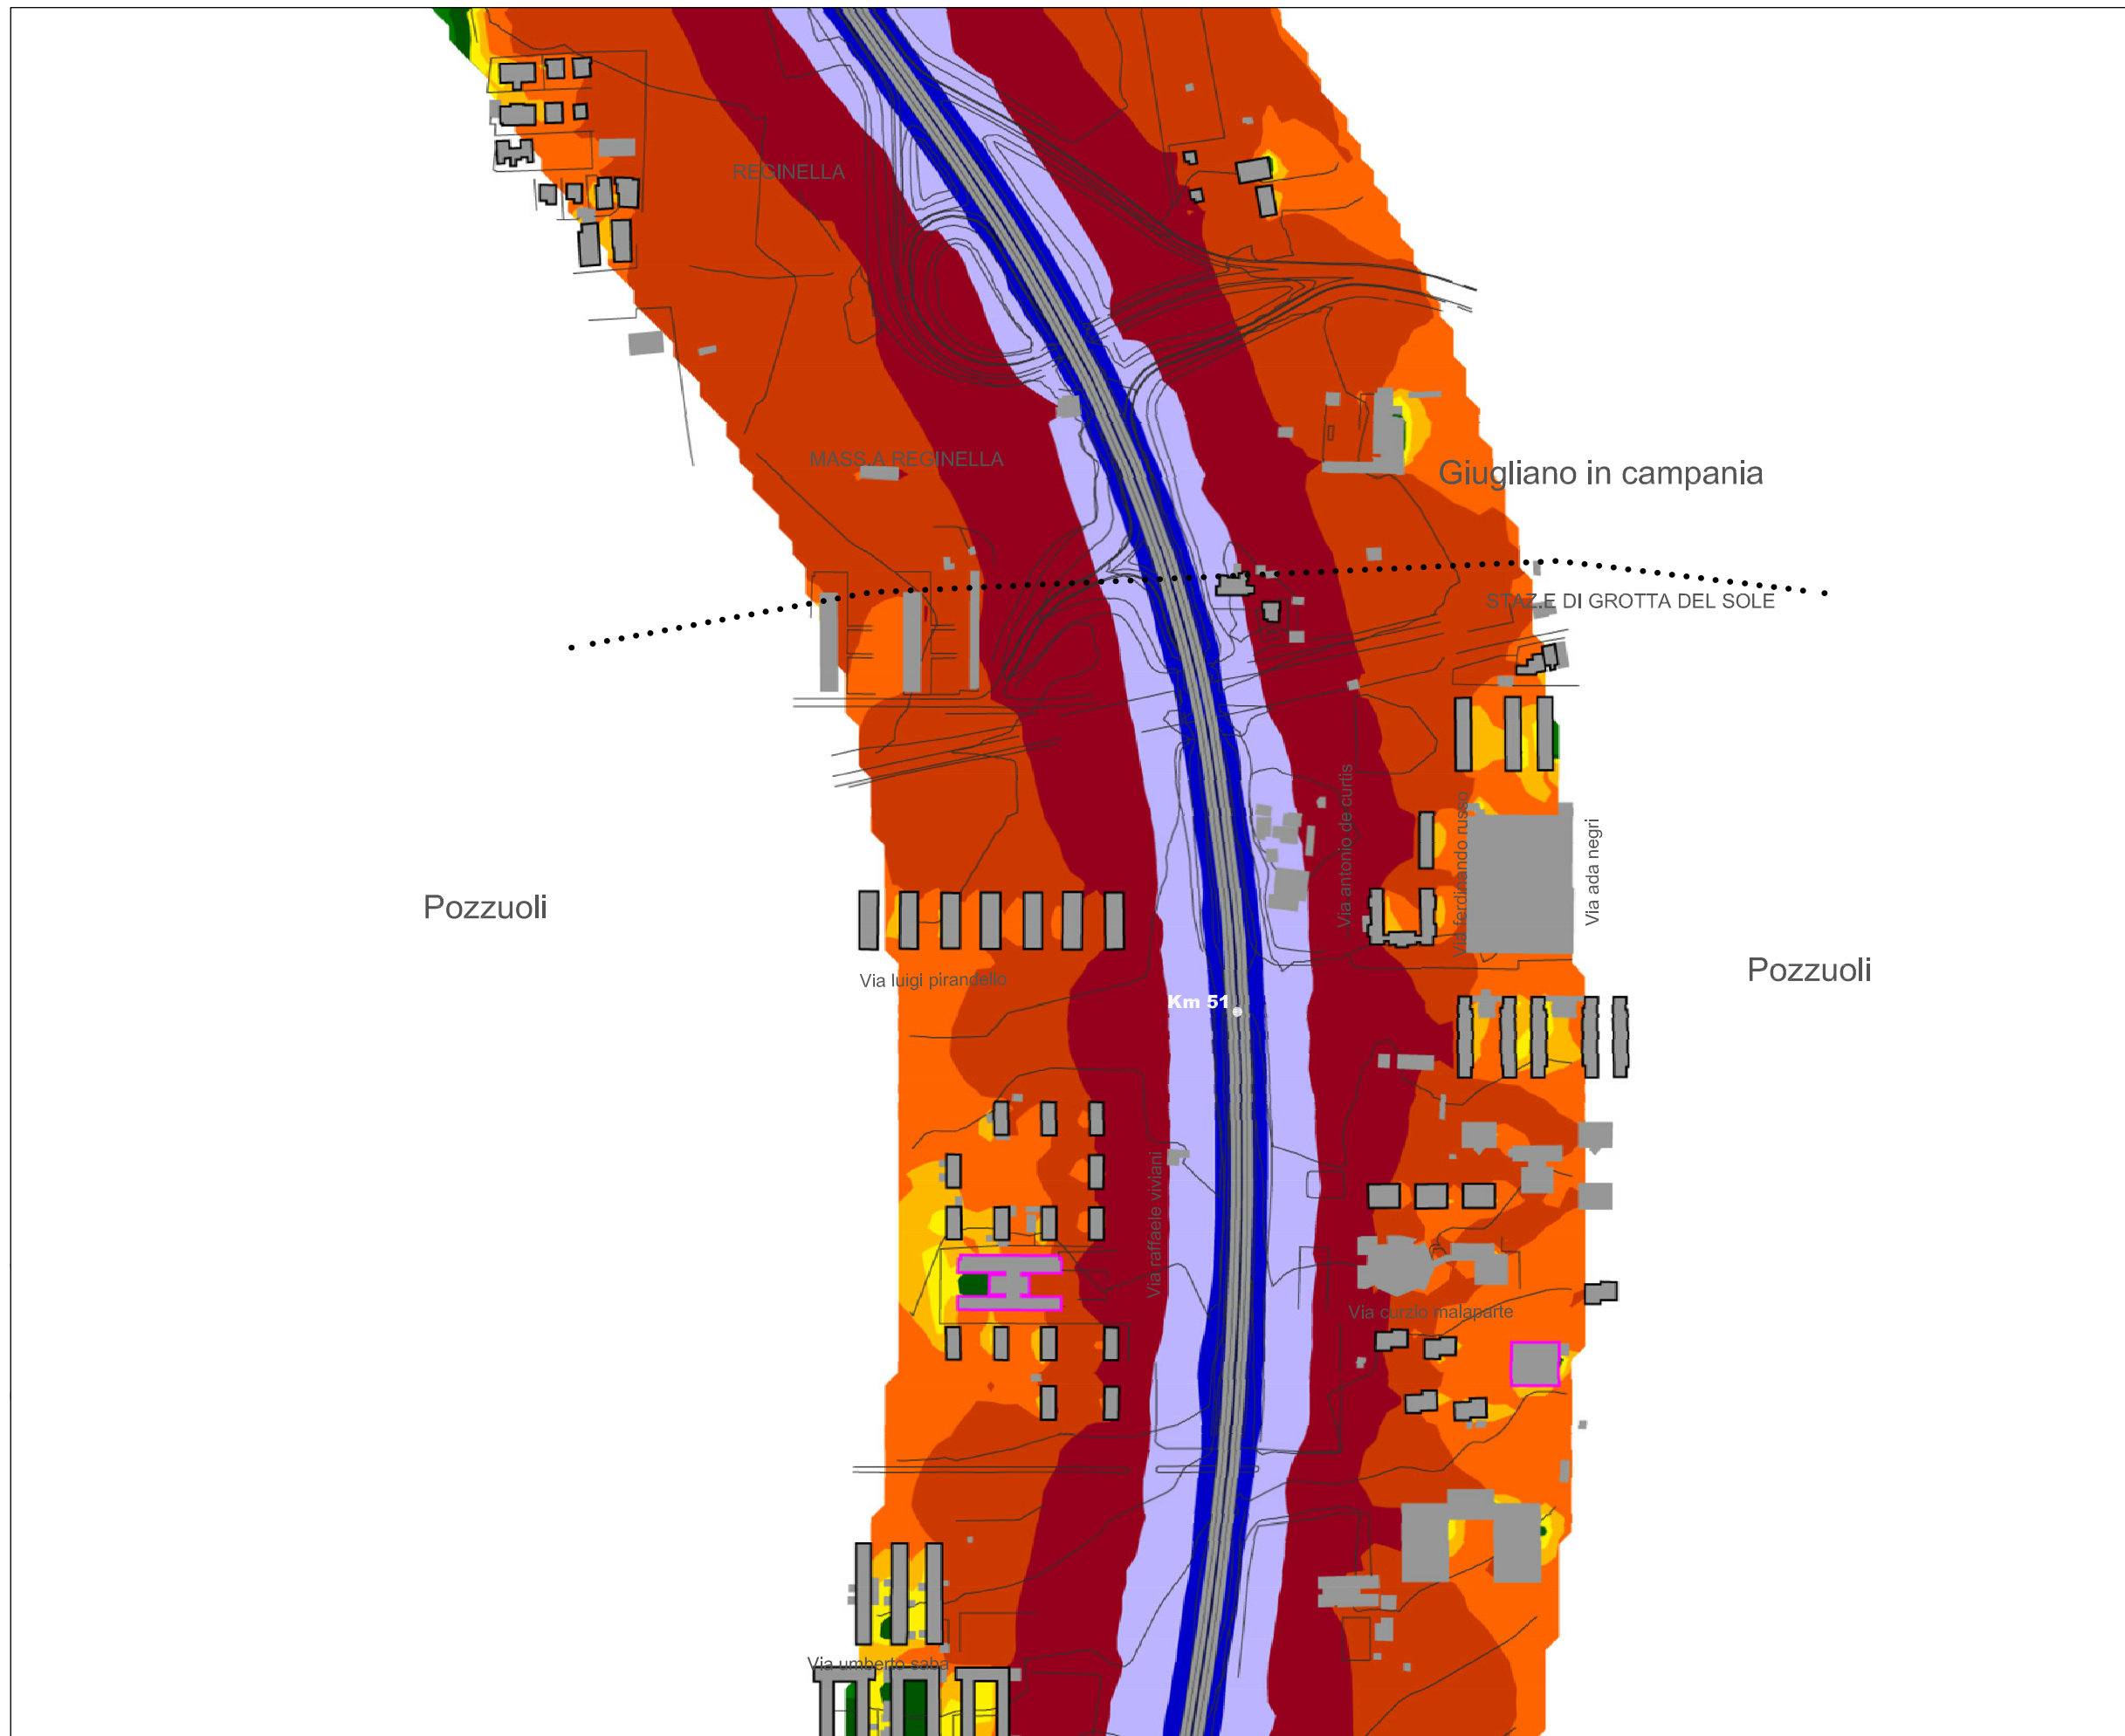 REGINELLA
MASS.A REGINELLA
Giugliano in campania
STAZ.E DI GROTTA DEL SOLE
Via antonio de curtis
Via ferdinando russo
Via ada negri
Pozzuoli
Via luigi pirandello
Pozzuoli
Km 51
Via raffaele viviani
Via curzio malaparte
Via umberto saba